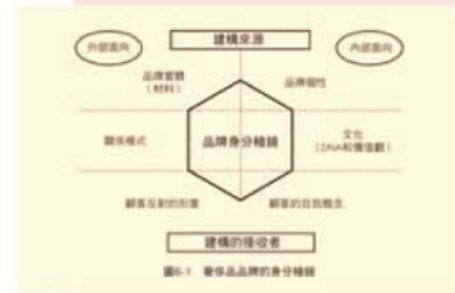 外部面向
建構來源
內部面向
品牌實體
（材料）
品牌個性
關係模式
品牌身分稜鏡
文化
（DNA和價值觀）
顧客反射的形象
顧客的自我概念
建構的接收者
圖6-1 奢侈品品牌的身分稜鏡